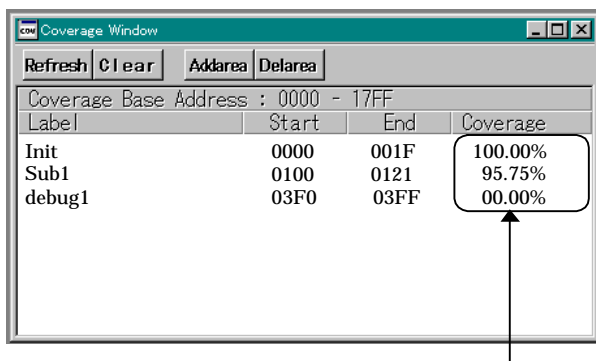 cov Coverage Window
Refresh Clear Addarea Delarea
Coverage Base Address : 0000 - 17FF
Label Start End Coverage
Init 0000 001F 100.00%
Sub1 0100 0121 95.75%
debug1 03F0 03FF 00.00%